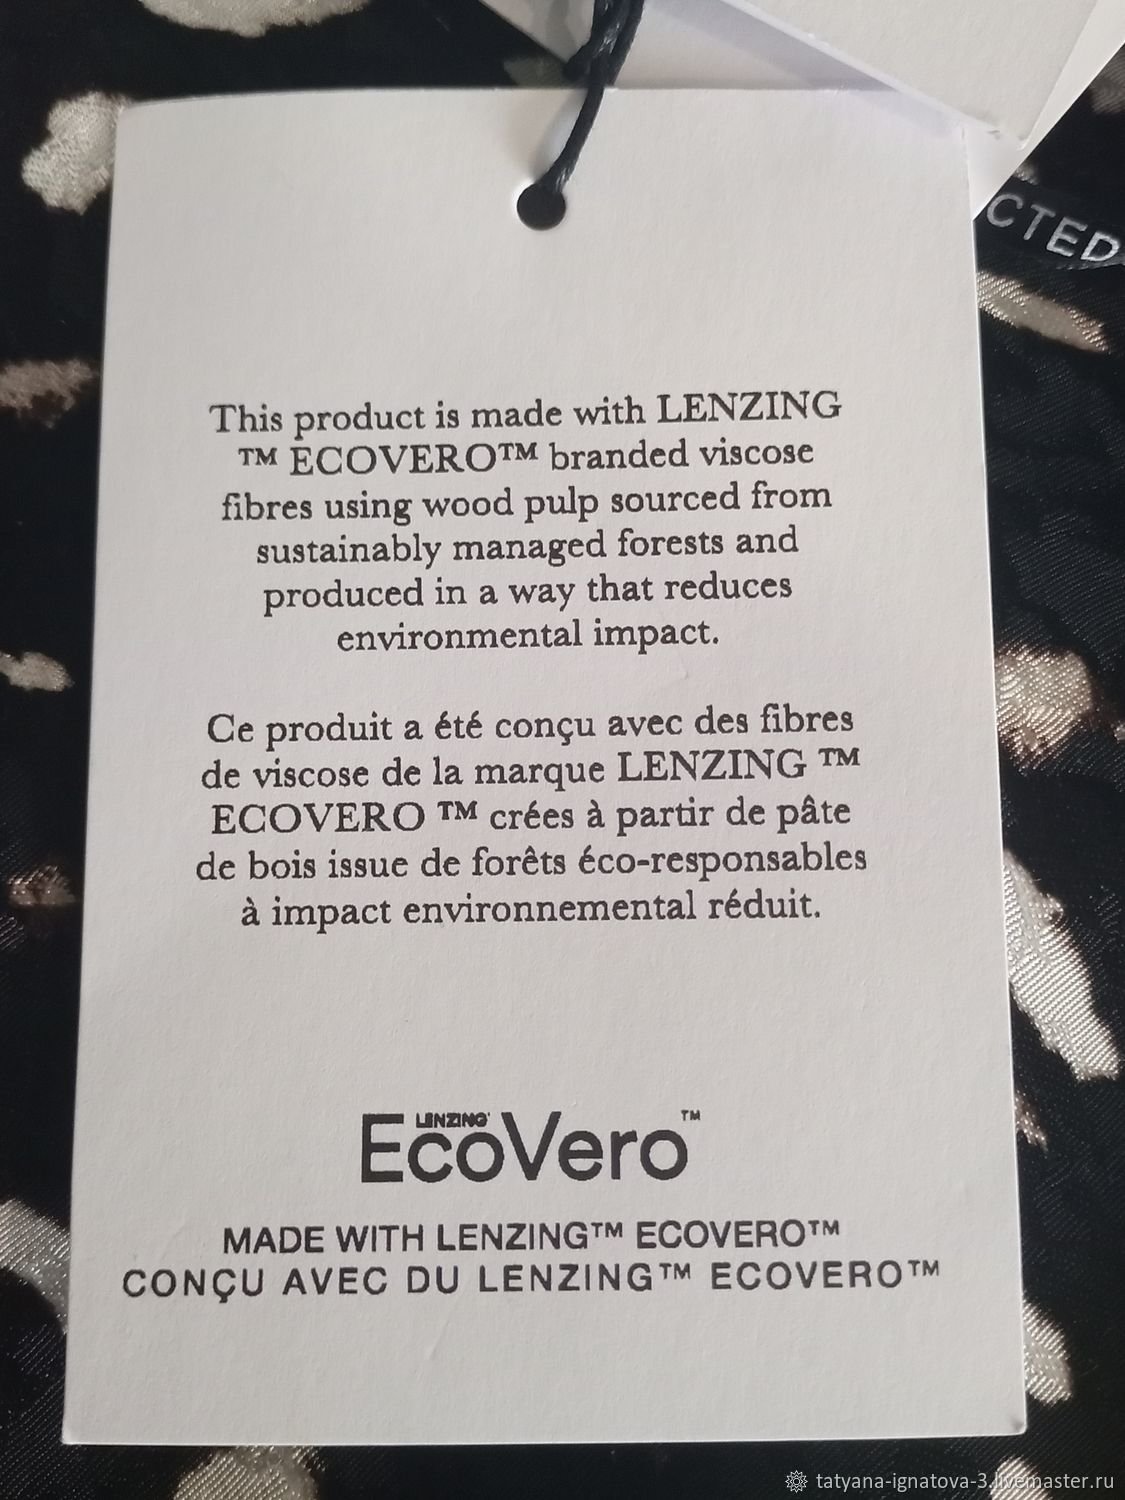 CTED
This product is made with LENZING
™ ECOVERO™ branded viscose
fibres using wood pulp sourced from
sustainably managed forests and
produced in a way that reduces
environmental impact.
Ce produit a été conçu avec des fibres
de viscose de la marque LENZING ™
ECOVERO ™ crées à partir de pâte
de bois issue de forêts éco-responsables
à impact environnemental réduit.
LENZING™
EcoVero™
MADE WITH LENZING™ ECOVERO™
CONÇU AVEC DU LENZING™ ECOVERO™
tatyana-ignatova-3.livemaster.ru